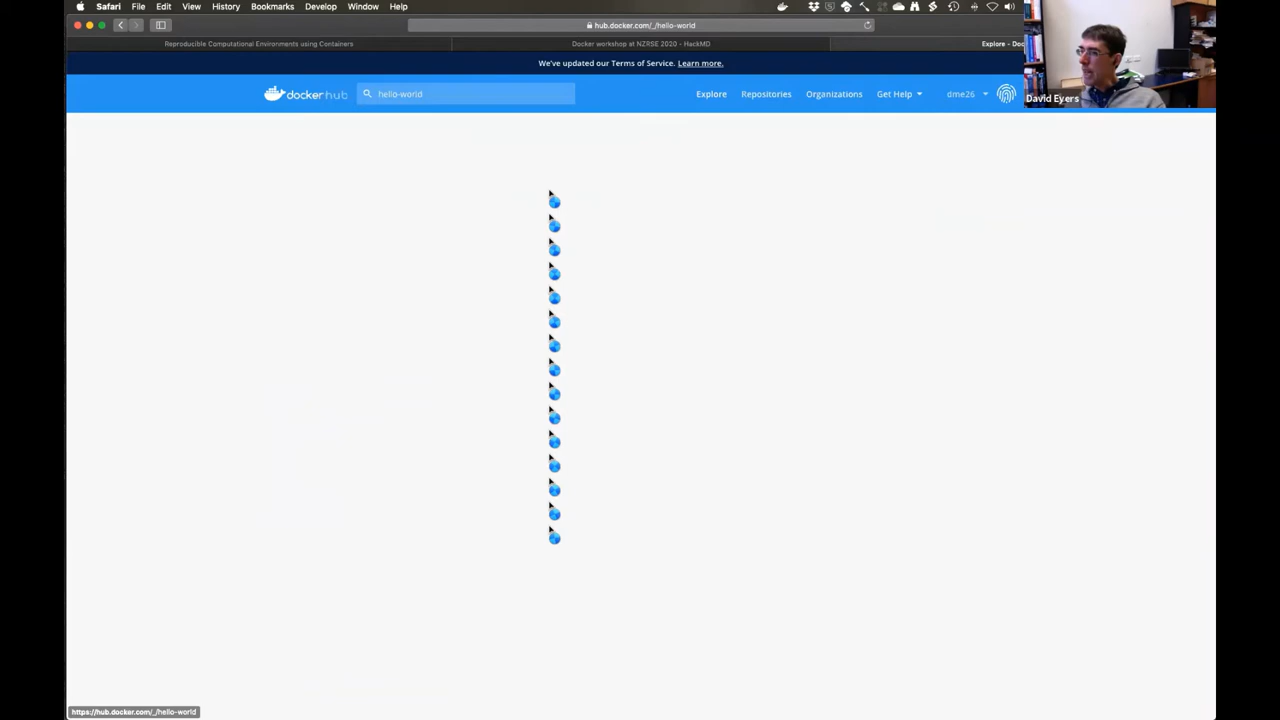 Safari File Edit View History Bookmarks Develop Window Help
hub.docker.com/_/hello-world
Reproducible Computational Environments using Containers
Docker workshop at NZRSE 2020 - HackMD
Explore - Doc
We've updated our Terms of Service. Learn more.
dockerhub
hello-world
Explore Repositories Organizations Get Help dme26
David Eyers
https://hub.docker.com/_/hello-world